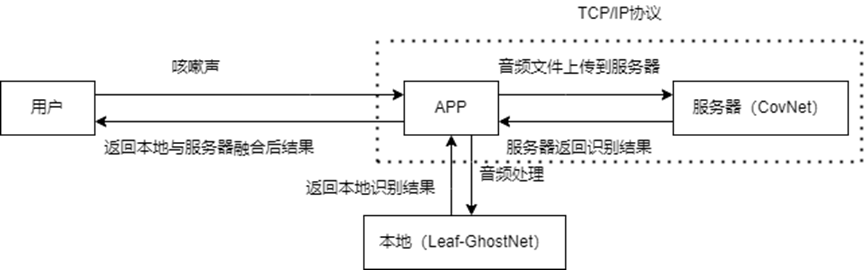 TCP/IP协议
咳嗽声
音频文件上传到服务器
用户
APP
服务器（CovNet）
返回本地与服务器融合后结果
服务器返回识别结果
返回本地识别结果
音频处理
本地（Leaf-GhostNet）